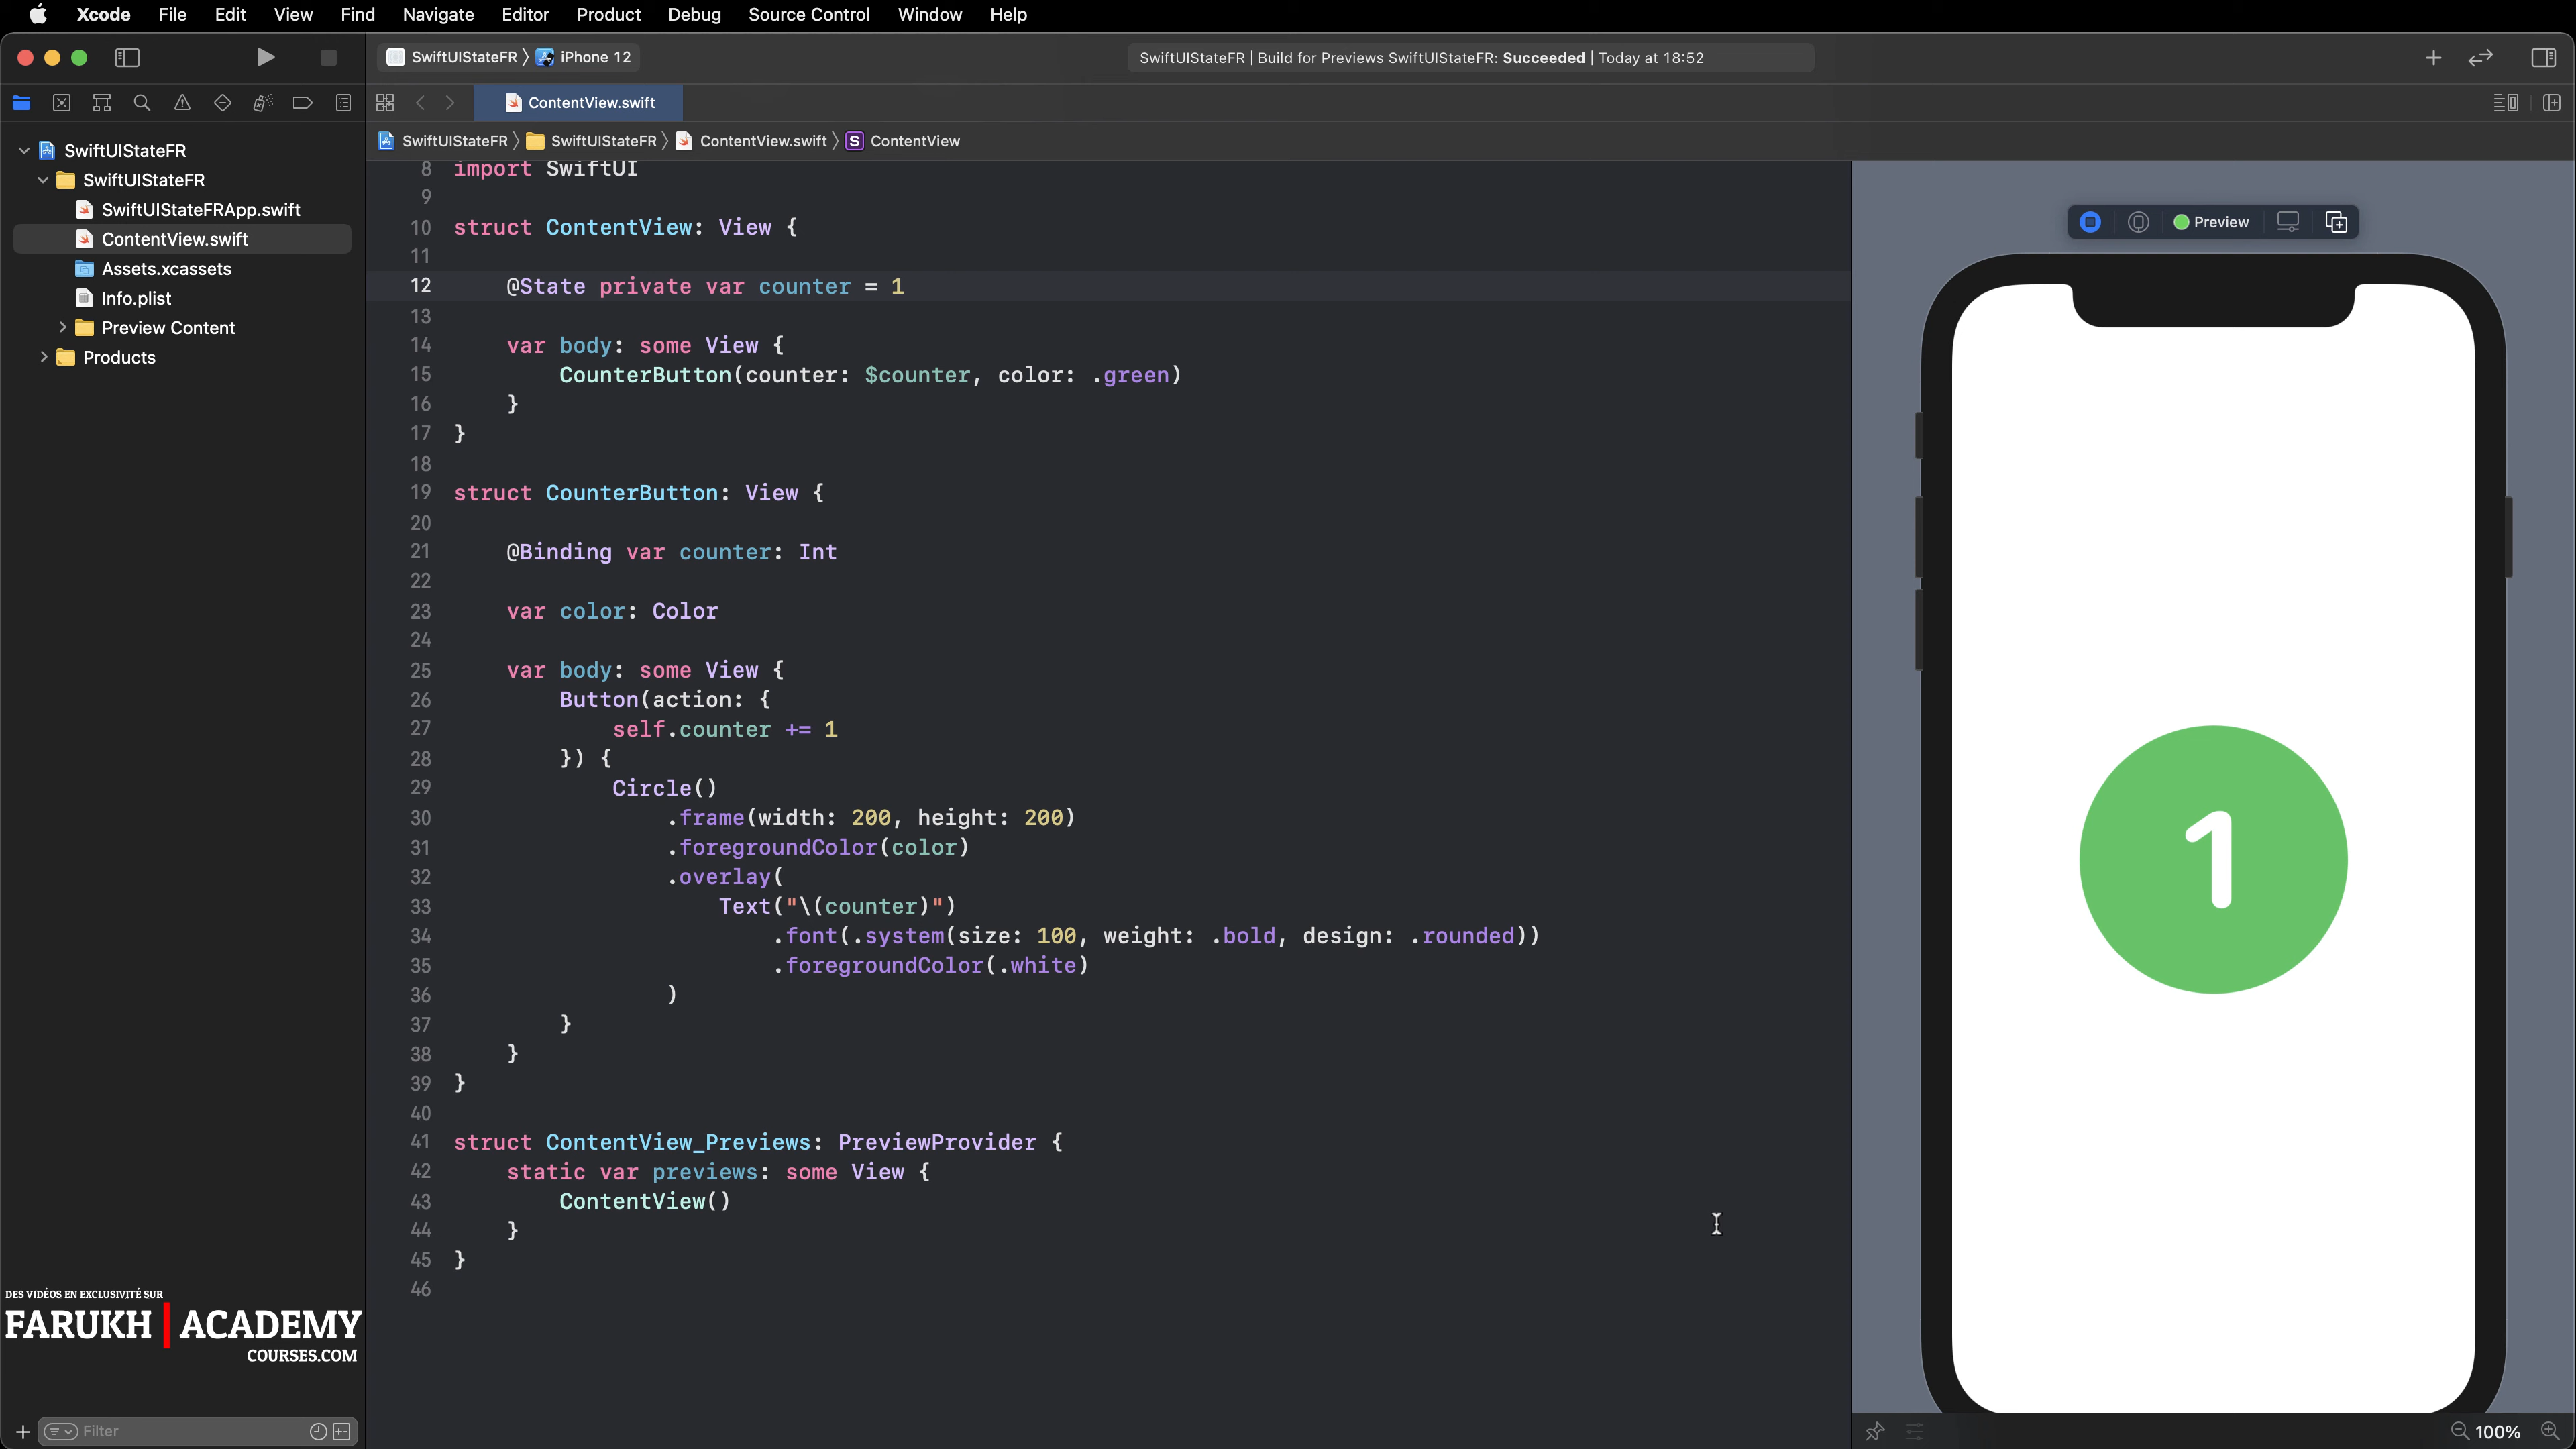 Xcode File Edit View Find Navigate Editor Product Debug Source Control Window Help
SwiftUIStateFR iPhone 12
SwiftUIStateFR | Build for Previews SwiftUIStateFR: Succeeded | Today at 18:52
ContentView.swift
SwiftUIStateFR SwiftUIStateFR ContentView.swift S ContentView
SwiftUIStateFR
SwiftUIStateFR
SwiftUIStateFRApp.swift
ContentView.swift
Assets.xcassets
Info.plist
Preview Content
Products
8 import SwiftUI
9
10 struct ContentView: View {
11
12 @State private var counter = 1
13
14 var body: some View {
15 CounterButton(counter: $counter, color: .green)
16 }
17 }
18
19 struct CounterButton: View {
20
21 @Binding var counter: Int
22
23 var color: Color
24
25 var body: some View {
26 Button(action: {
27 self.counter += 1
28 }) {
29 Circle()
30 .frame(width: 200, height: 200)
31 .foregroundColor(color)
32 .overlay(
33 Text("\(counter)")
34 .font(.system(size: 100, weight: .bold, design: .rounded))
35 .foregroundColor(.white)
36 )
37 }
38 }
39 }
40
41 struct ContentView_Previews: PreviewProvider {
42 static var previews: some View {
43 ContentView()
44 }
45 }
46
Preview
1
DES VIDÉOS EN EXCLUSIVITÉ SUR
FARUKH | ACADEMY
COURSES.COM
Filter
100%